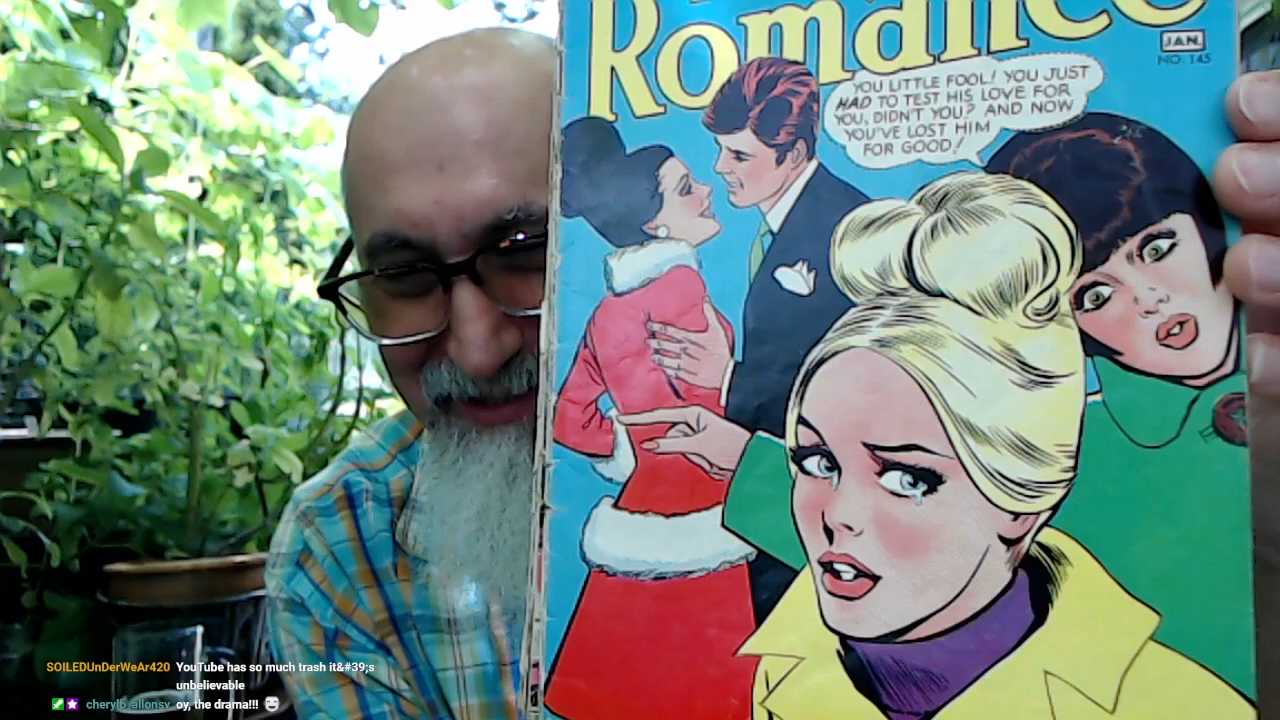 Romance
JAN.
NO. 145
YOU LITTLE FOOL! YOU JUST
HAD TO TEST HIS LOVE FOR
YOU, DIDN'T YOU? AND NOW
YOU'VE LOST HIM
FOR GOOD!
SOILEDUnDerWeAr420 YouTube has so much trash it&#39;s
unbelievable
cherylb_allonsy oy, the drama!!!